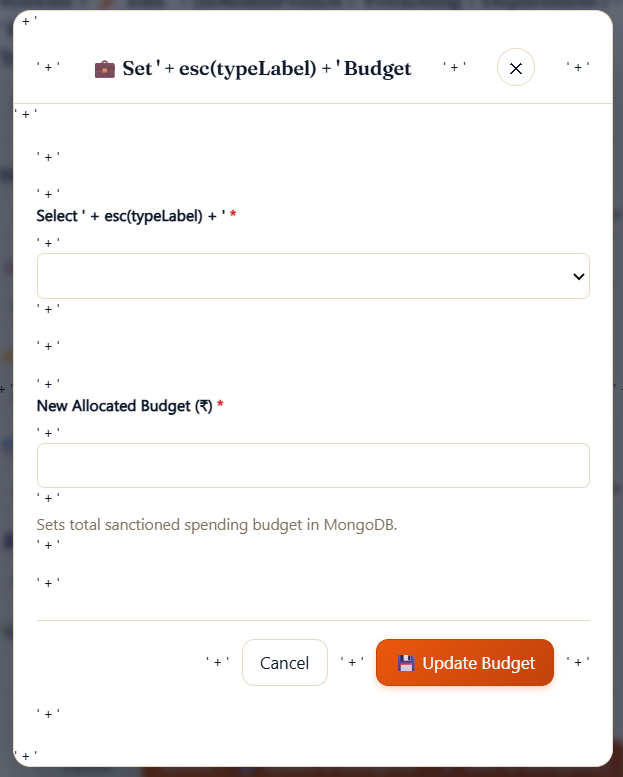 + '
' + ' 💼 Set ' + esc(typeLabel) + ' Budget ' + ' ✕ ' + '
' + '
' + '
' + '
Select ' + esc(typeLabel) + ' *
' + '
' + '
' + '
+ '
' + '
New Allocated Budget (₹) *
' + '
' + '
Sets total sanctioned spending budget in MongoDB.
' + '
' + '
' + ' Cancel ' + ' 💾 Update Budget ' + '
' + '
' + '